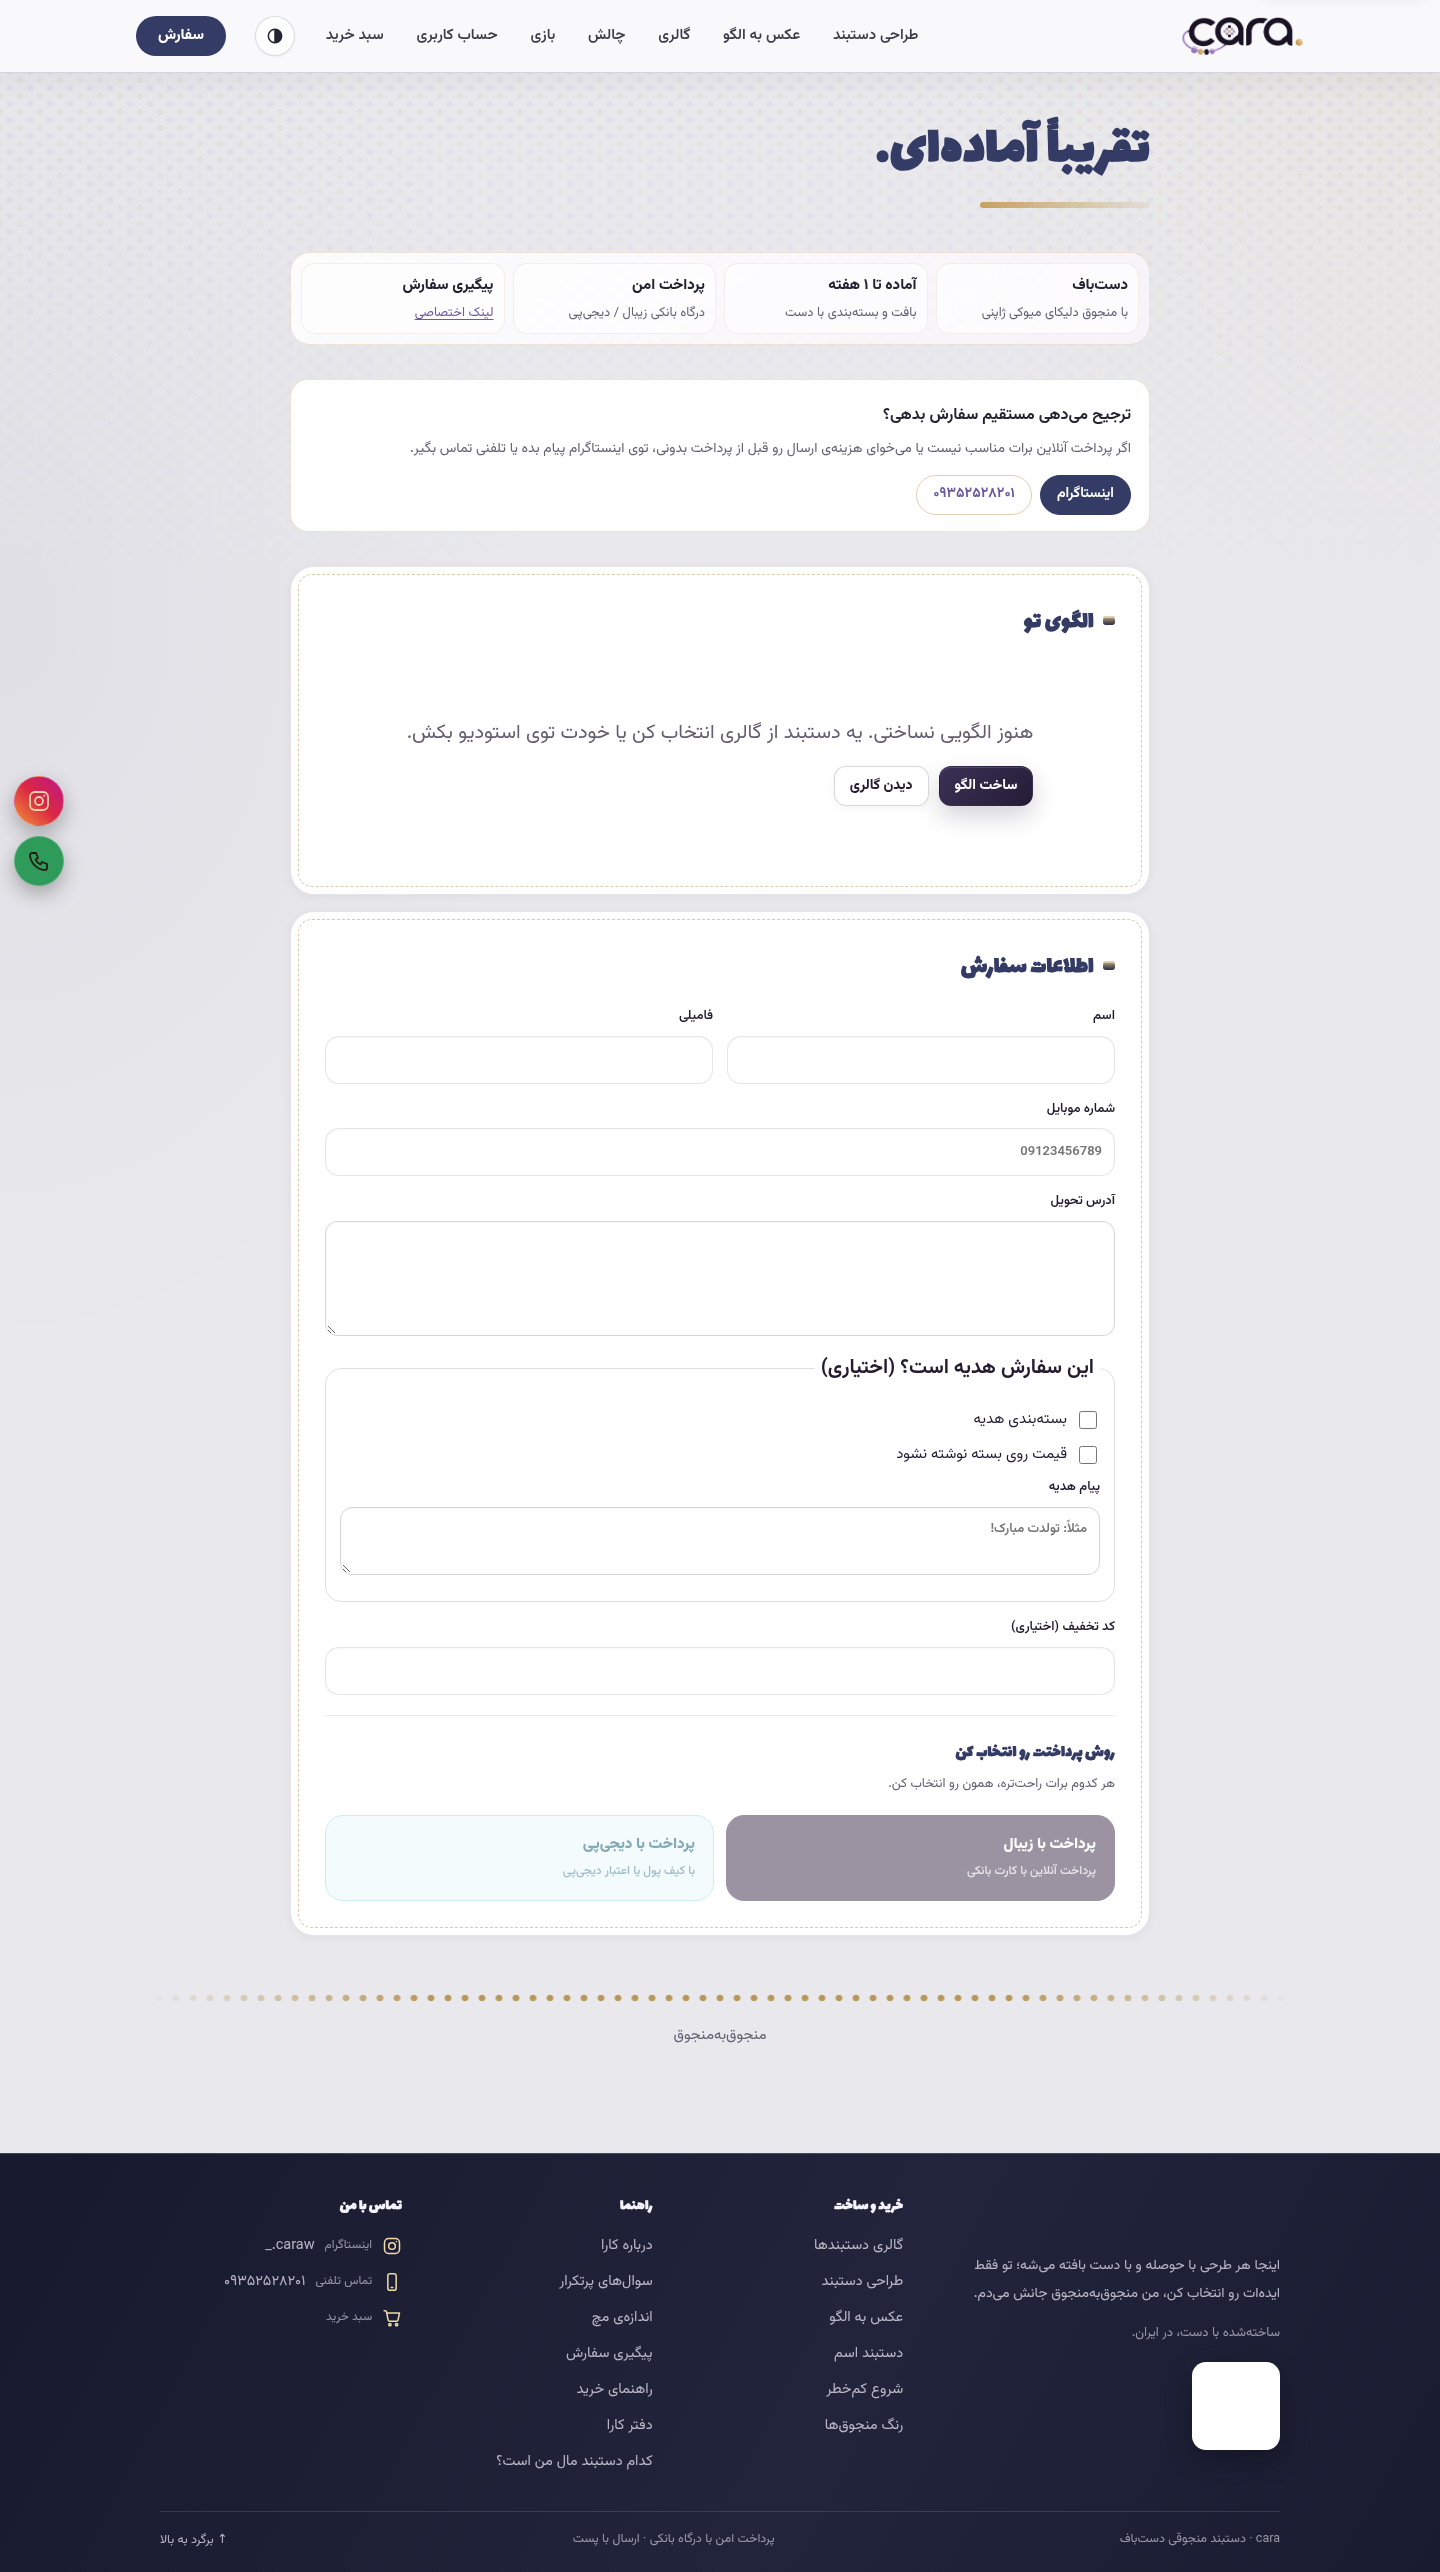 cara.
طراحی دستبند
عکس به الگو
گالری
چالش
بازی
حساب کاربری
سبد خرید
سفارش
تقریباً آماده‌ای.
دست‌باف
با منجوق دلیکای میوکی ژاپنی
آماده تا ۱ هفته
بافت و بسته‌بندی با دست
پرداخت امن
درگاه بانکی زیبال / دیجی‌پی
پیگیری سفارش
لینک اختصاصی
ترجیح می‌دهی مستقیم سفارش بدهی؟
اگر پرداخت آنلاین برات مناسب نیست یا می‌خوای هزینه‌ی ارسال رو قبل از پرداخت بدونی، توی اینستاگرام پیام بده یا تلفنی تماس بگیر.
اینستاگرام
۰۹۳۵۲۵۲۸۲۰۱
الگوی تو
هنوز الگویی نساختی. یه دستبند از گالری انتخاب کن یا خودت توی استودیو بکش.
ساخت الگو
دیدن گالری
اطلاعات سفارش
اسم
فامیلی
شماره موبایل
09123456789
آدرس تحویل
این سفارش هدیه است؟ (اختیاری)
بسته‌بندی هدیه
قیمت روی بسته نوشته نشود
پیام هدیه
مثلاً: تولدت مبارک!
کد تخفیف (اختیاری)
روش پرداختت رو انتخاب کن
هر کدوم برات راحت‌تره، همون رو انتخاب کن.
پرداخت با زیبال
پرداخت آنلاین با کارت بانکی
پرداخت با دیجی‌پی
با کیف پول یا اعتبار دیجی‌پی
منجوق‌به‌منجوق
اینجا هر طرحی با حوصله و با دست بافته می‌شه؛ تو فقط
ایده‌ات رو انتخاب کن، من منجوق‌به‌منجوق جانش می‌دم.
ساخته‌شده با دست، در ایران.
خرید و ساخت
گالری دستبندها
طراحی دستبند
عکس به الگو
دستبند اسم
شروع کم‌خطر
رنگ منجوق‌ها
راهنما
درباره کارا
سوال‌های پرتکرار
اندازه‌ی مچ
پیگیری سفارش
راهنمای خرید
دفتر کارا
کدام دستبند مال من است؟
تماس با من
اینستاگرام caraw._
تماس تلفنی ۰۹۳۵۲۵۲۸۲۰۱
سبد خرید
cara · دستبند منجوقی دست‌باف
پرداخت امن با درگاه بانکی · ارسال با پست
↑ برگرد به بالا